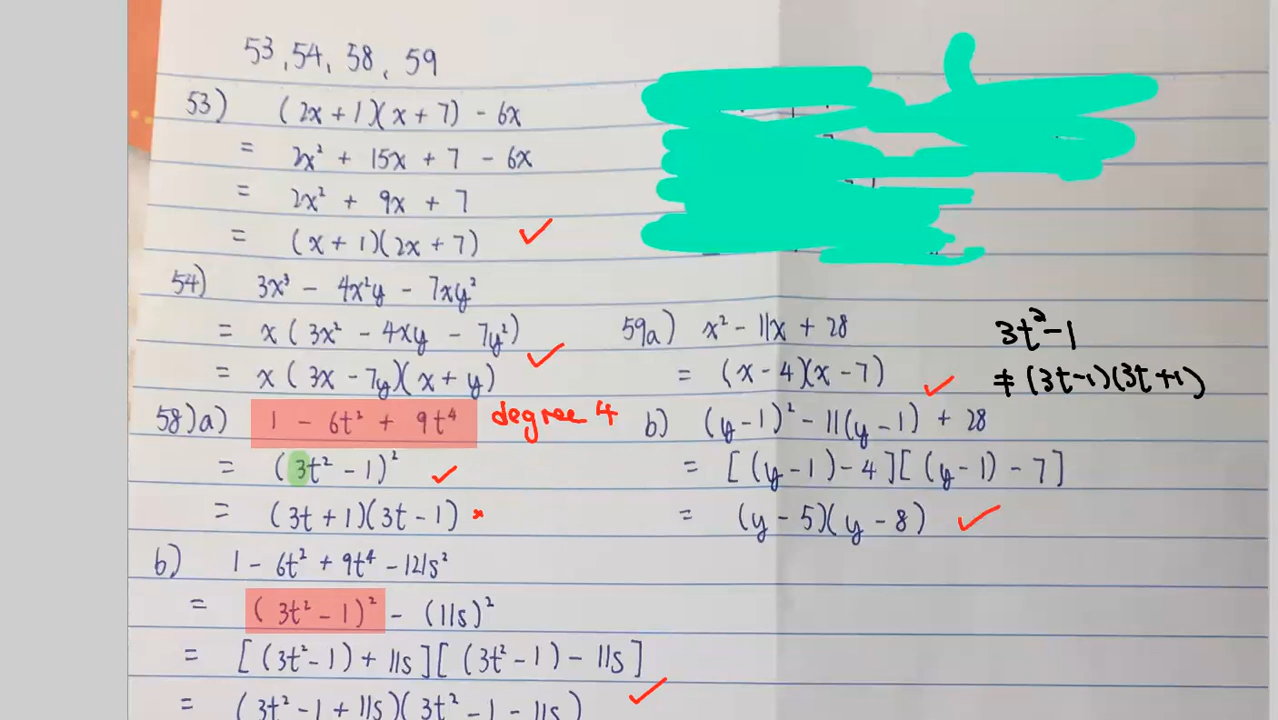 53, 54, 58, 59
53) (2x + 1)(x + 7) - 6x
= 2x² + 15x + 7 - 6x
= 2x² + 9x + 7
= (x + 1)(2x + 7) ✓
54) 3x³ - 4x²y - 7xy²
= x(3x² - 4xy - 7y²)
= x(3x - 7y)(x + y) ✓
58)a) 1 - 6t² + 9t⁴ degree 4
= (3t² - 1)² ✓
= (3t + 1)(3t - 1) ×
b) 1 - 6t² + 9t⁴ - 121s²
= (3t² - 1)² - (11s)²
= [(3t² - 1) + 11s][(3t² - 1) - 11s]
= (3t² - 1 + 11s)(3t² - 1 - 11s) ✓
59a) x² - 11x + 28
= (x - 4)(x - 7) ✓
b) (y - 1)² - 11(y - 1) + 28
= [(y - 1) - 4][(y - 1) - 7]
= (y - 5)(y - 8) ✓
3t² - 1
≠ (3t - 1)(3t + 1)